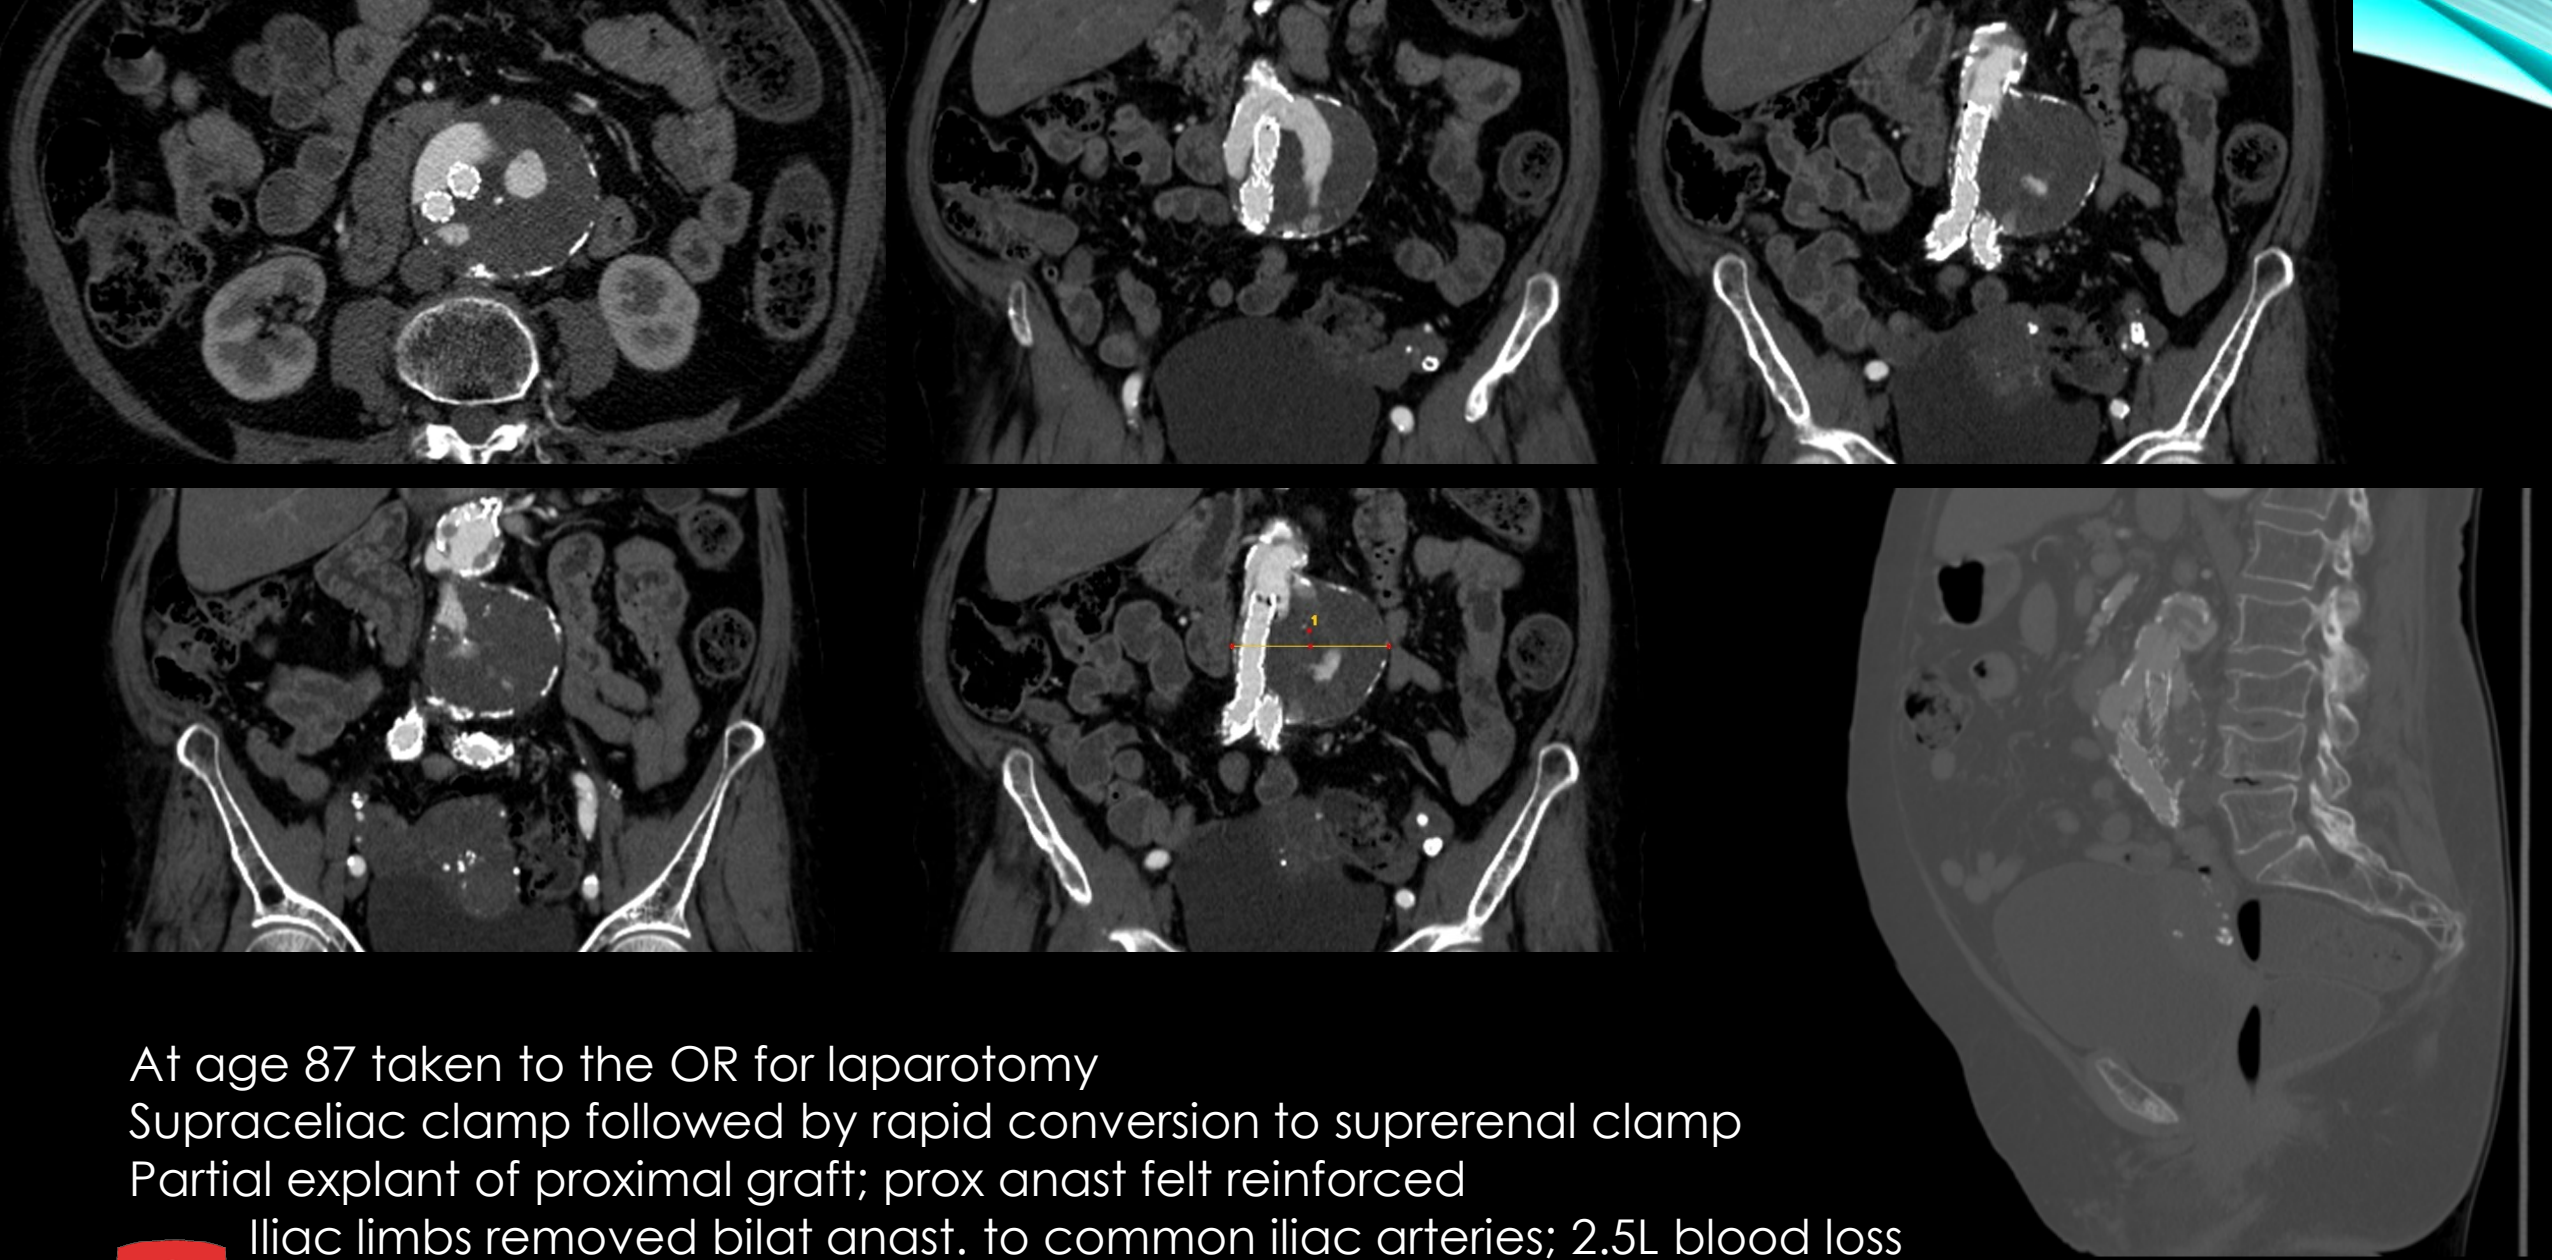 1
At age 87 taken to the OR for laparotomy
Supraceliac clamp followed by rapid conversion to suprerenal clamp
Partial explant of proximal graft; prox anast felt reinforced
Iliac limbs removed bilat anast. to common iliac arteries; 2.5L blood loss